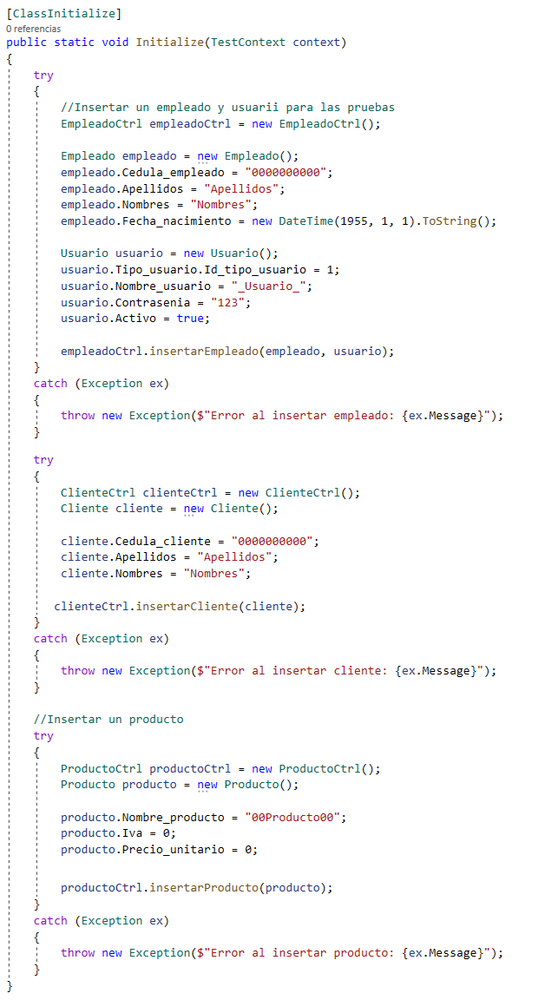 [ClassInitialize]
0 referencias
public static void Initialize(TestContext context)
{
try
{
//Insertar un empleado y usuarii para las pruebas
EmpleadoCtrl empleadoCtrl = new EmpleadoCtrl();
Empleado empleado = new Empleado();
empleado.Cedula_empleado = "0000000000";
empleado.Apellidos = "Apellidos";
empleado.Nombres = "Nombres";
empleado.Fecha_nacimiento = new DateTime(1955, 1, 1).ToString();
Usuario usuario = new Usuario();
usuario.Tipo_usuario.Id_tipo_usuario = 1;
usuario.Nombre_usuario = "_Usuario_";
usuario.Contrasenia = "123";
usuario.Activo = true;
empleadoCtrl.insertarEmpleado(empleado, usuario);
}
catch (Exception ex)
{
throw new Exception($"Error al insertar empleado: {ex.Message}");
}
try
{
ClienteCtrl clienteCtrl = new ClienteCtrl();
Cliente cliente = new Cliente();
cliente.Cedula_cliente = "0000000000";
cliente.Apellidos = "Apellidos";
cliente.Nombres = "Nombres";
clienteCtrl.insertarCliente(cliente);
}
catch (Exception ex)
{
throw new Exception($"Error al insertar cliente: {ex.Message}");
}
//Insertar un producto
try
{
ProductoCtrl productoCtrl = new ProductoCtrl();
Producto producto = new Producto();
producto.Nombre_producto = "00Producto00";
producto.Iva = 0;
producto.Precio_unitario = 0;
productoCtrl.insertarProducto(producto);
}
catch (Exception ex)
{
throw new Exception($"Error al insertar producto: {ex.Message}");
}
}